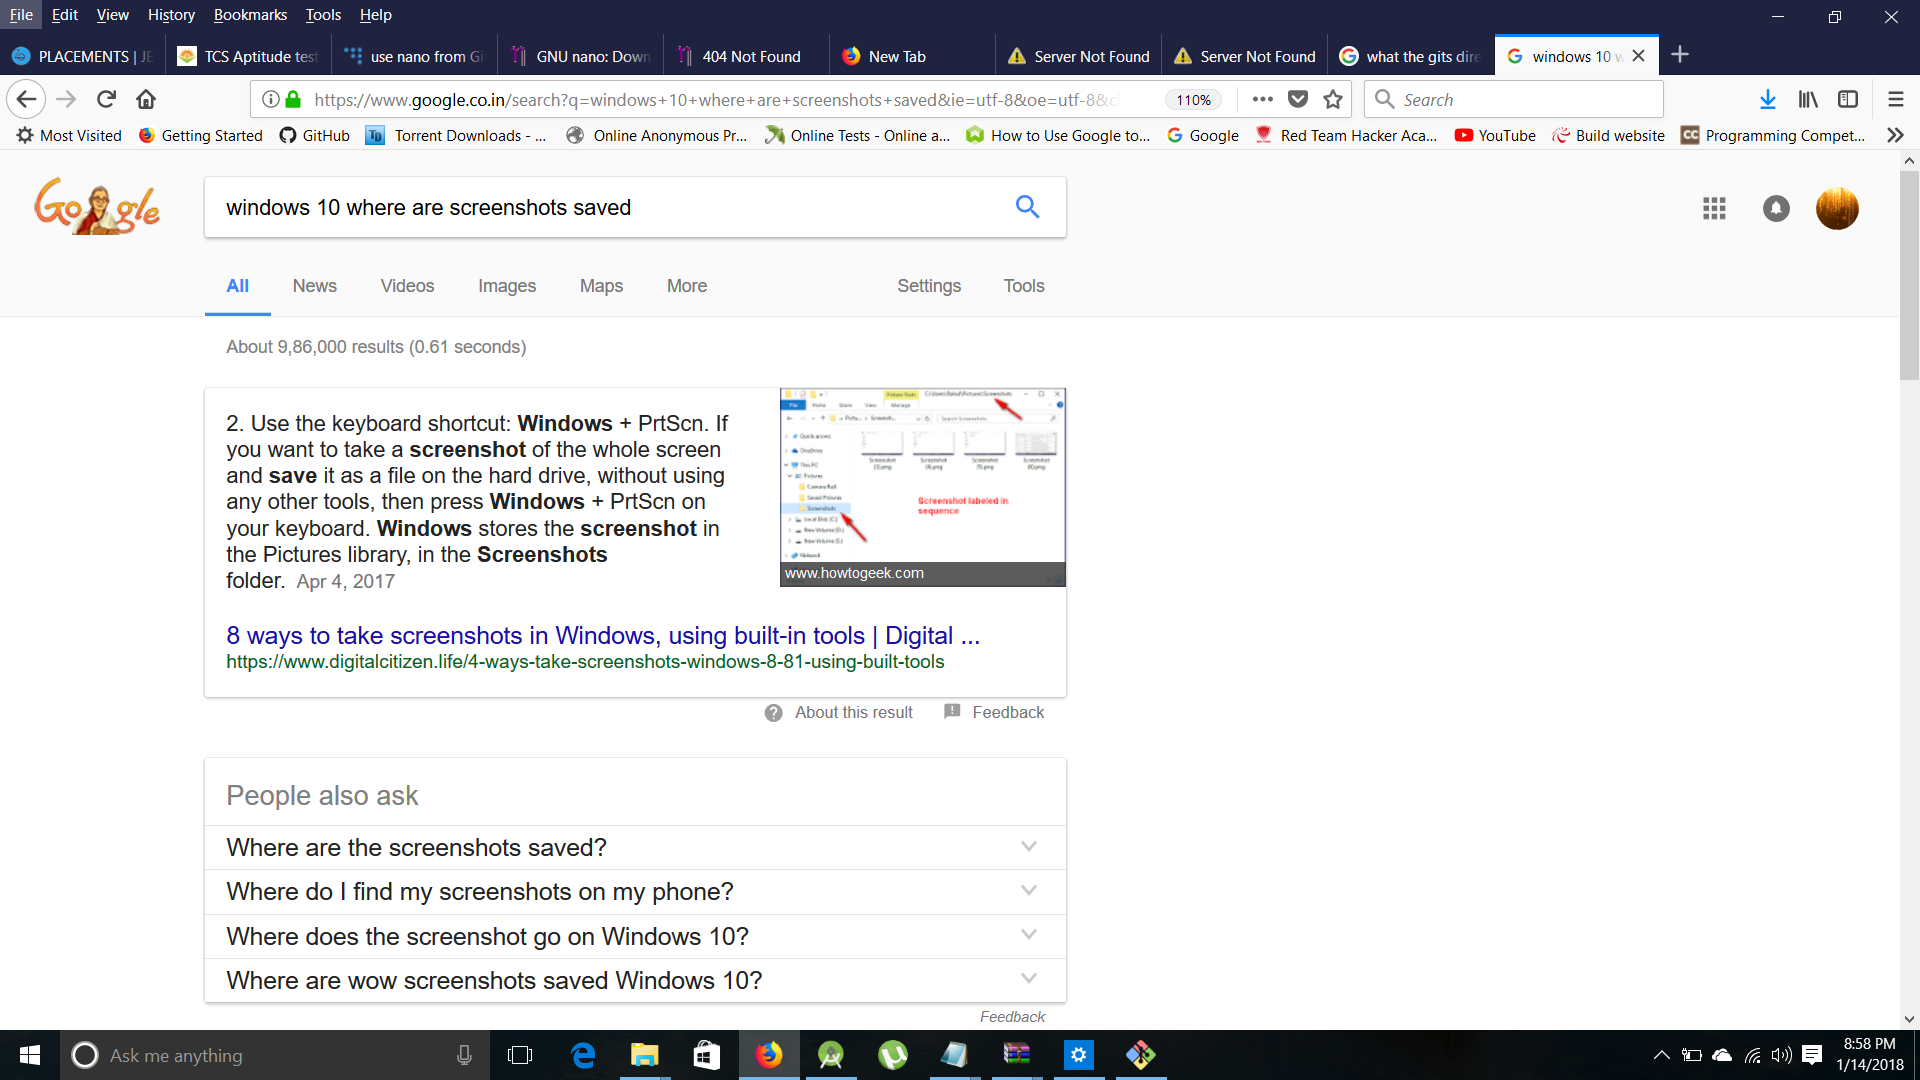 File Edit View History Bookmarks Tools Help
PLACEMENTS | JE TCS Aptitude test use nano from Gi GNU nano: Down 404 Not Found New Tab Server Not Found Server Not Found what the gits dire windows 10 w
https://www.google.co.in/search?q=windows+10+where+are+screenshots+saved&ie=utf-8&oe=utf-8&c 110% Search
Most Visited Getting Started GitHub Torrent Downloads - ... Online Anonymous Pr... Online Tests - Online a... How to Use Google to... Google Red Team Hacker Aca... YouTube Build website Programming Compet...
Google windows 10 where are screenshots saved
All News Videos Images Maps More Settings Tools
About 9,86,000 results (0.61 seconds)
2. Use the keyboard shortcut: Windows + PrtScn. If
you want to take a screenshot of the whole screen
and save it as a file on the hard drive, without using
any other tools, then press Windows + PrtScn on
your keyboard. Windows stores the screenshot in
the Pictures library, in the Screenshots
folder. Apr 4, 2017
Screenshot labeled in
sequence
www.howtogeek.com
8 ways to take screenshots in Windows, using built-in tools | Digital ...
https://www.digitalcitizen.life/4-ways-take-screenshots-windows-8-81-using-built-tools
About this result Feedback
People also ask
Where are the screenshots saved?
Where do I find my screenshots on my phone?
Where does the screenshot go on Windows 10?
Where are wow screenshots saved Windows 10?
Feedback
Ask me anything
8:58 PM
1/14/2018